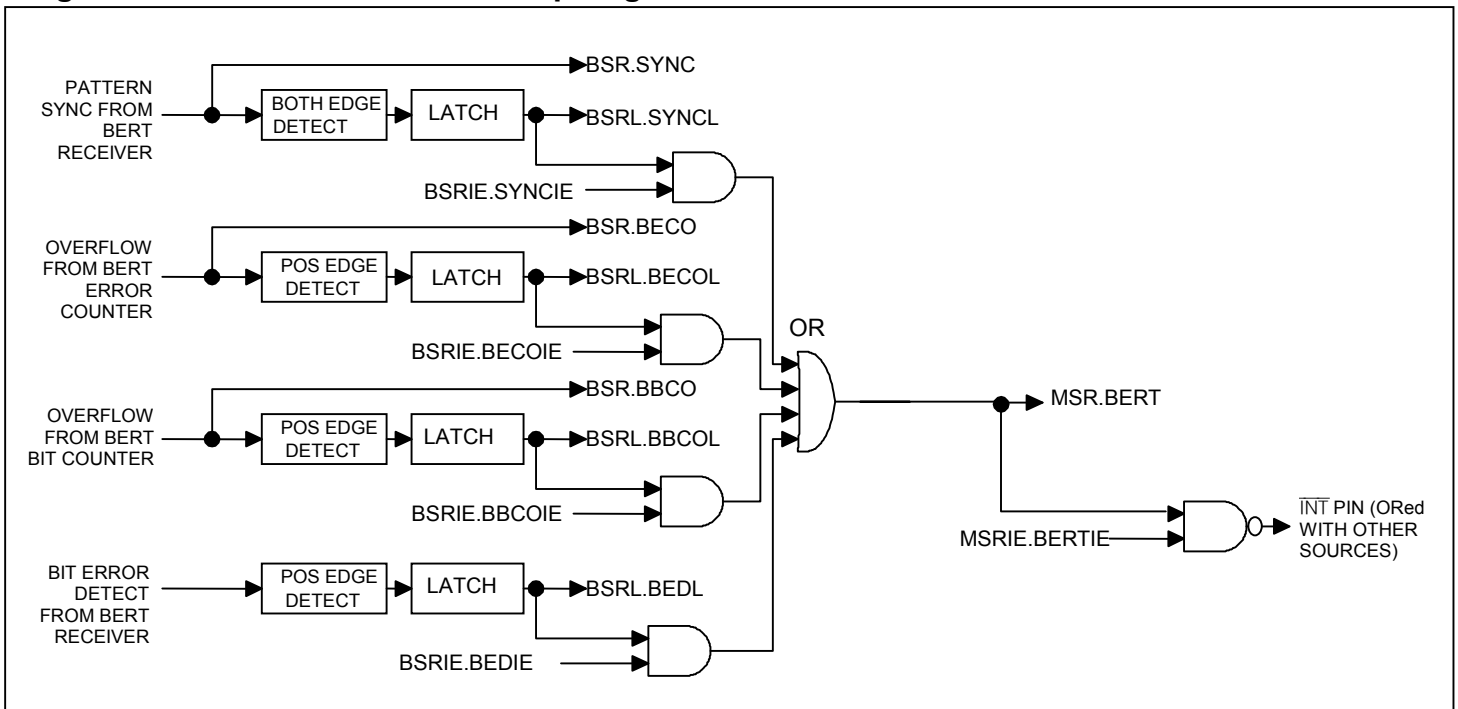 BSR.SYNC
PATTERN
SYNC FROM
BERT
RECEIVER
BOTH EDGE
DETECT
LATCH
BSRL.SYNCL
BSRIE.SYNCIE
BSR.BECO
OVERFLOW
FROM BERT
ERROR
COUNTER
POS EDGE
DETECT
LATCH
BSRL.BECOL
BSRIE.BECOIE
OR
BSR.BBCO
OVERFLOW
FROM BERT
BIT COUNTER
POS EDGE
DETECT
LATCH
BSRL.BBCOL
BSRIE.BBCOIE
MSR.BERT
MSRIE.BERTIE
INT PIN (ORed
WITH OTHER
SOURCES)
BIT ERROR
DETECT
FROM BERT
RECEIVER
POS EDGE
DETECT
LATCH
BSRL.BEDL
BSRIE.BEDIE